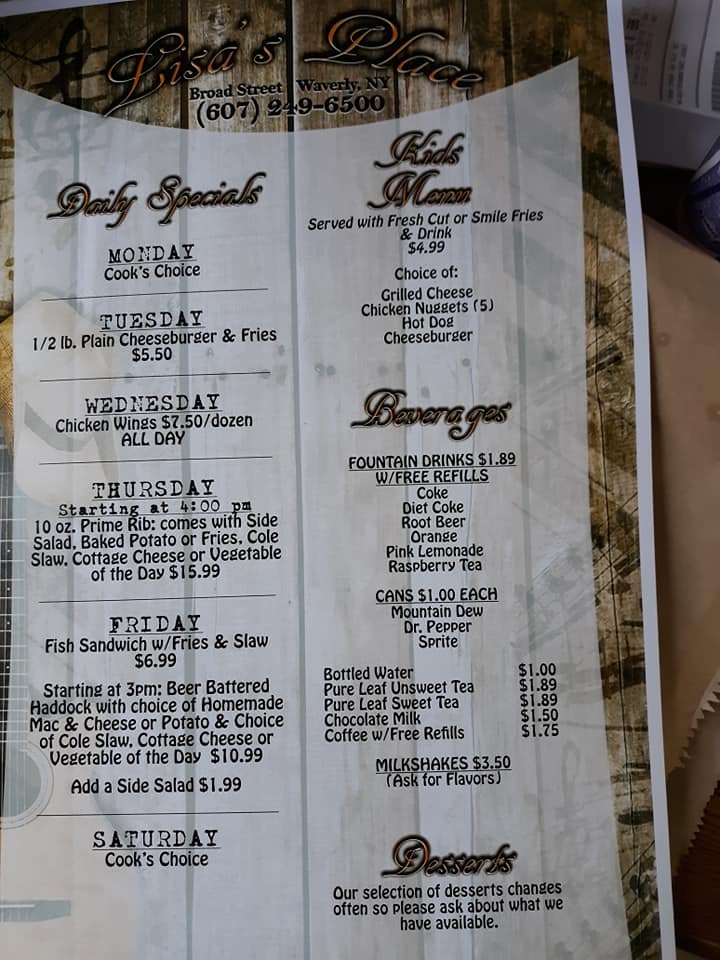 Lisa's Place
Broad Street Waverly, NY
(607) 249-6500
Daily Specials
MONDAY
Cook's Choice
TUESDAY
1/2 lb. Plain Cheeseburger & Fries
$5.50
WEDNESDAY
Chicken Wings $7.50/dozen
ALL DAY
THURSDAY
Starting at 4:00 pm
10 oz. Prime Rib: comes with Side
Salad, Baked Potato or Fries, Cole
Slaw, Cottage Cheese or Vegetable
of the Day $15.99
FRIDAY
Fish Sandwich w/Fries & Slaw
$6.99
Starting at 3pm: Beer Battered
Haddock with choice of Homemade
Mac & Cheese or Potato & Choice
of Cole Slaw, Cottage Cheese or
Vegetable of the Day $10.99
Add a Side Salad $1.99
SATURDAY
Cook's Choice
Kids
Menu
Served with Fresh Cut or Smile Fries
& Drink
$4.99
Choice of:
Grilled Cheese
Chicken Nuggets (5)
Hot Dog
Cheeseburger
Beverages
FOUNTAIN DRINKS $1.89
W/FREE REFILLS
Coke
Diet Coke
Root Beer
Orange
Pink Lemonade
Raspberry Tea
CANS $1.00 EACH
Mountain Dew
Dr. Pepper
Sprite
Bottled Water $1.00
Pure Leaf Unsweet Tea $1.89
Pure Leaf Sweet Tea $1.89
Chocolate Milk $1.50
Coffee w/Free Refills $1.75
MILKSHAKES $3.50
(Ask for Flavors)
Desserts
Our selection of desserts changes
often so please ask about what we
have available.